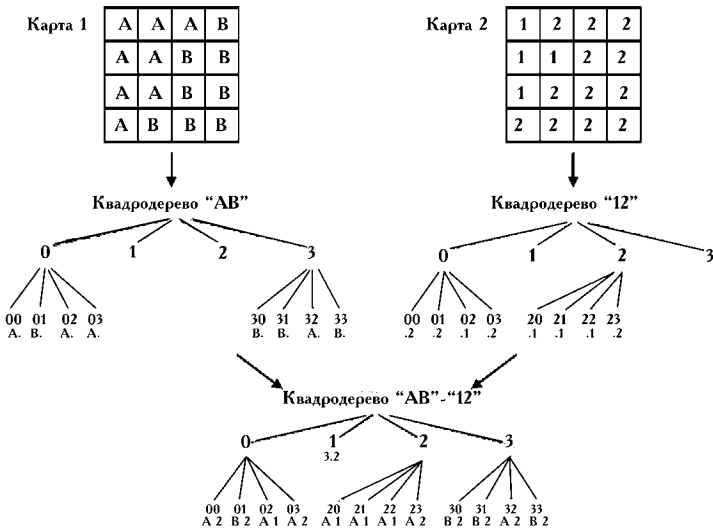 Карта 1
А А А В
А А В В
А А В В
А В В В
Карта 2
1 2 2 2
1 1 2 2
1 2 2 2
2 2 2 2
Квадродерево “АВ”
0 1 2 3
00 01 02 03
А. В. А. А.
30 31 32 33
В. В. А. В.
Квадродерево “12”
0 1 2 3
00 01 02 03
.2 .2 .1 .2
20 21 22 23
.1 .1 .1 .2
Квадродерево “АВ”-“12”
0 1 2 3
3.2
00 01 02 03
А 2 В 2 А 1 А 2
20 21 22 23
А 1 А 1 А 1 А 2
30 31 32 33
В 2 В 2 А 2 В 2